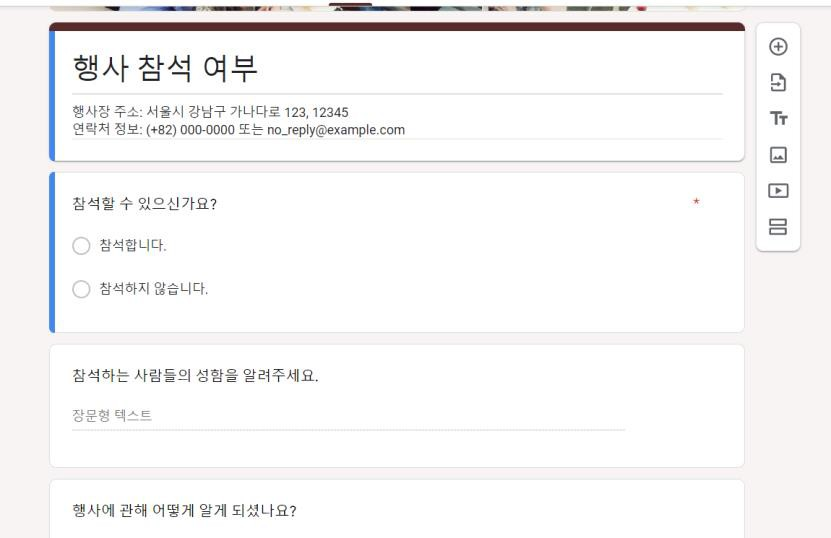 행사 참석 여부
행사장 주소: 서울시 강남구 가나다로 123, 12345
연락처 정보: (+82) 000-0000 또는 no_reply@example.com
참석할 수 있으신가요? *
참석합니다.
참석하지 않습니다.
참석하는 사람들의 성함을 알려주세요.
장문형 텍스트
행사에 관해 어떻게 알게 되셨나요?